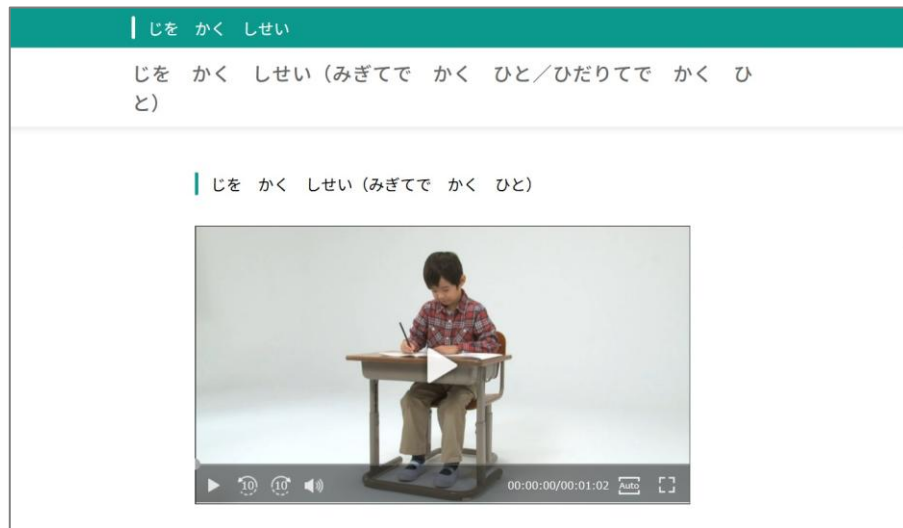 じを　かく　しせい
じを　かく　しせい（みぎてで　かく　ひと／ひだりてで　かく　ひ
と）
じを　かく　しせい（みぎてで　かく　ひと）
10 10 00:00:00/00:01:02 Auto